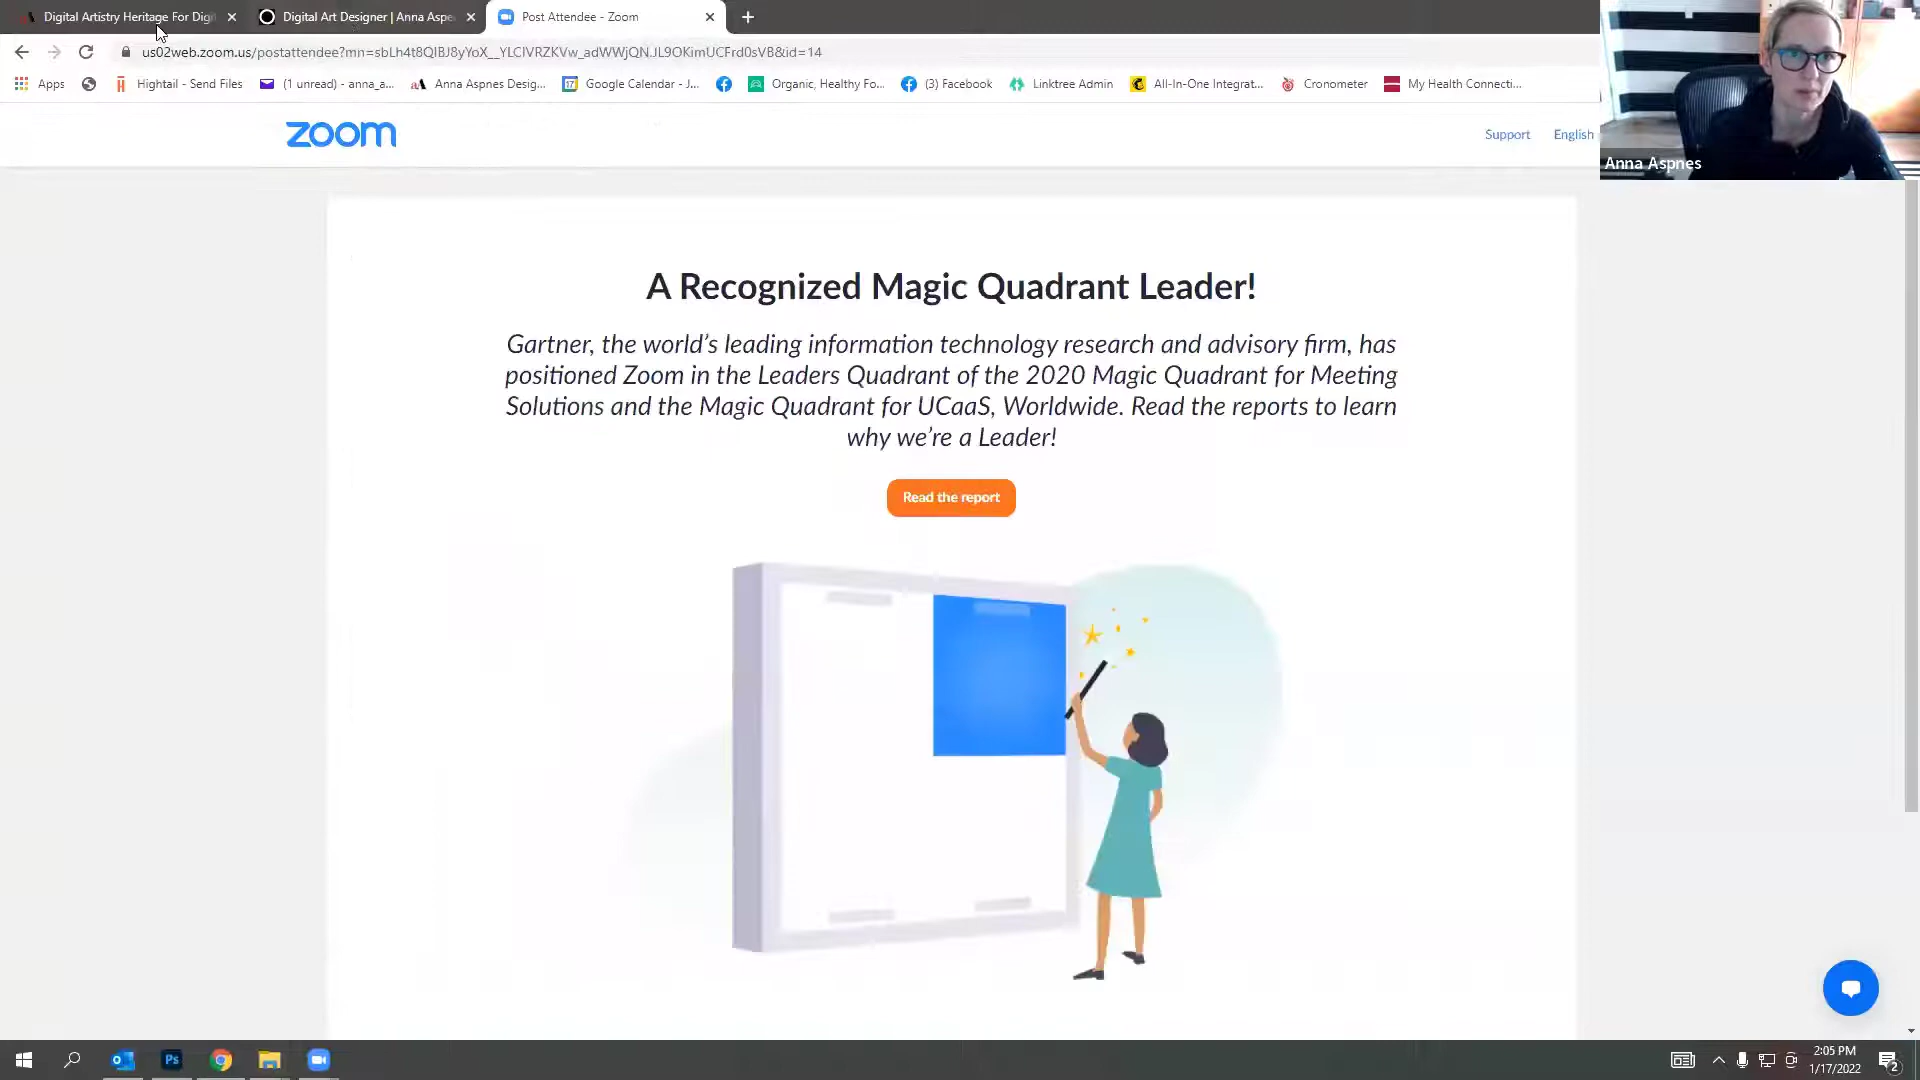 Digital Artistry Heritage For Digi
Digital Art Designer | Anna Aspe
Post Attendee - Zoom
us02web.zoom.us/postattendee?mn=sbLh4t8QIBJ8yYoX__YLCIVRZKVw_adWWjQNJL9OKimUCFrd0sVB&id=14
Apps
Hightail - Send Files
(1 unread) - anna_a...
Anna Aspnes Desig...
Google Calendar - J...
Organic, Healthy Fo...
(3) Facebook
Linktree Admin
All-In-One Integrat...
Cronometer
My Health Connecti...
zoom
Support
English
Anna Aspnes
A Recognized Magic Quadrant Leader!
Gartner, the world's leading information technology research and advisory firm, has
positioned Zoom in the Leaders Quadrant of the 2020 Magic Quadrant for Meeting
Solutions and the Magic Quadrant for UCaaS, Worldwide. Read the reports to learn
why we're a Leader!
Read the report
Ps
2:05 PM
1/17/2022
2